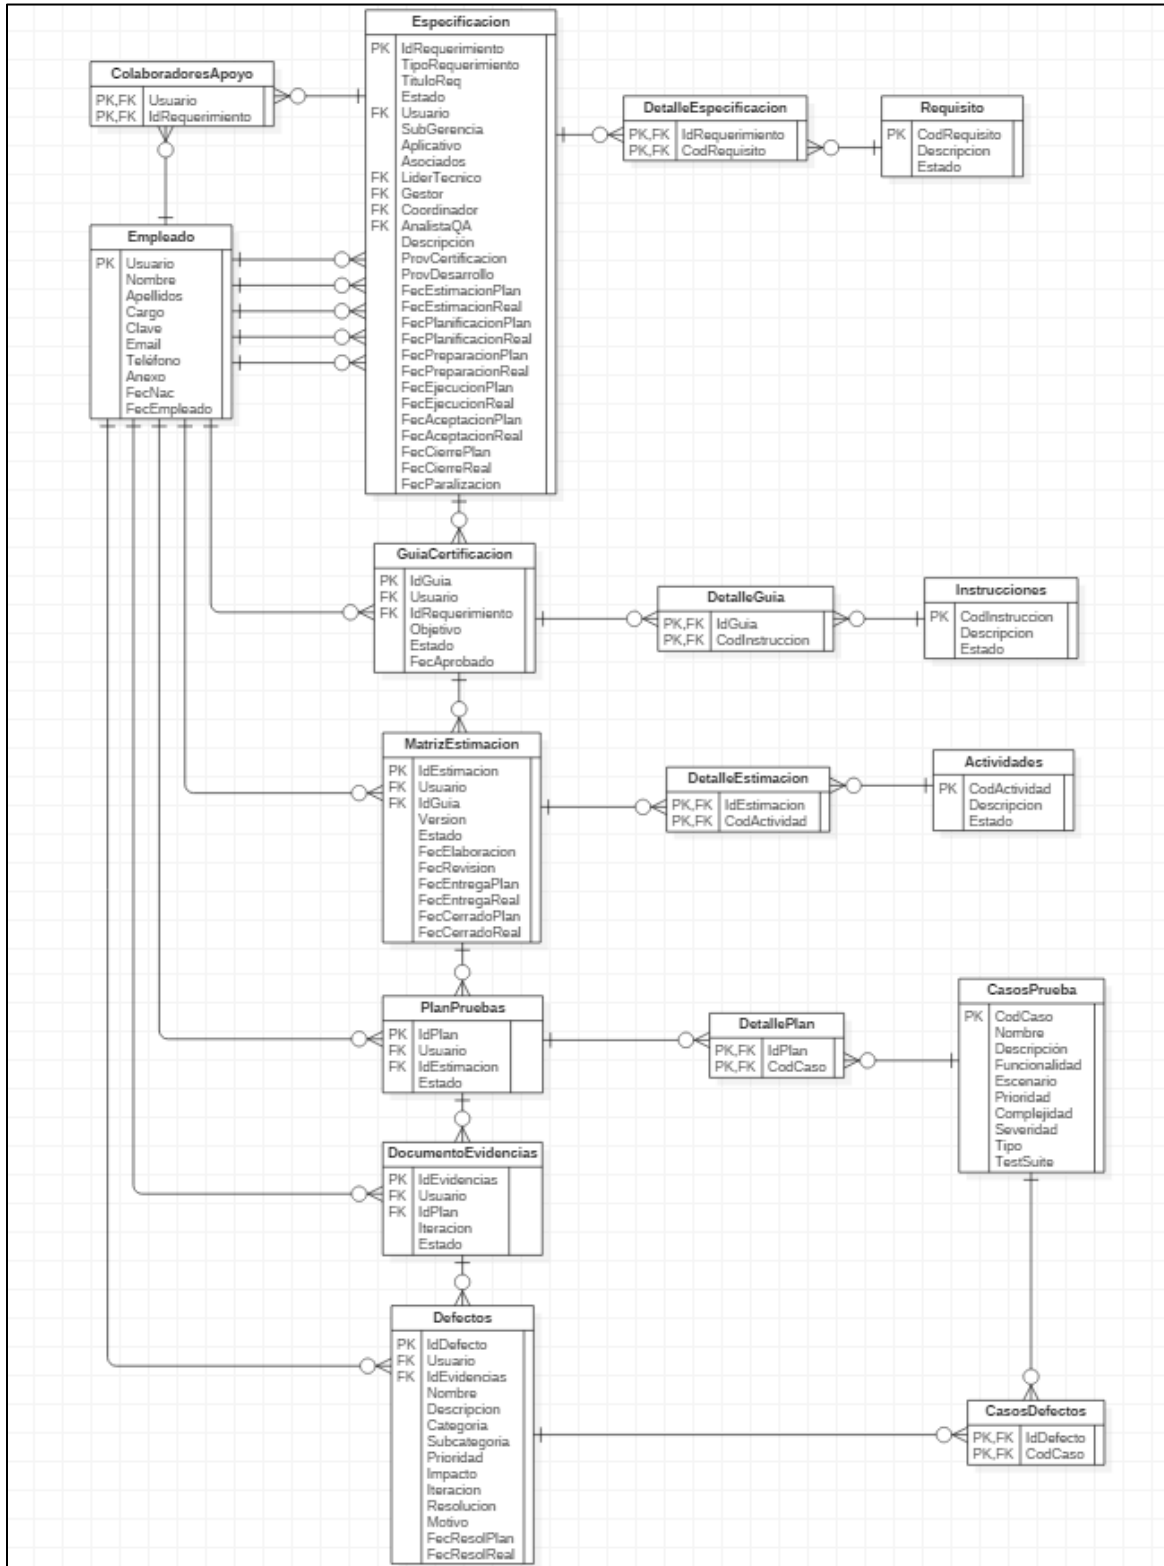 Especificacion
PK IdRequerimiento
TipoRequerimiento
TituloReq
Estado
FK Usuario
SubGerencia
Aplicativo
Asociados
FK LiderTecnico
FK Gestor
FK Coordinador
FK AnalistaQA
Descripción
ProvCertificacion
ProvDesarrollo
FecEstimacionPlan
FecEstimacionReal
FecPlanificacionPlan
FecPlanificacionReal
FecPreparacionPlan
FecPreparacionReal
FecEjecucionPlan
FecEjecucionReal
FecAceptacionPlan
FecAceptacionReal
FecCierrePlan
FecCierreReal
FecParalizacion
ColaboradoresApoyo
PK,FK Usuario
PK,FK IdRequerimiento
DetalleEspecificacion
PK,FK IdRequerimiento
PK,FK CodRequisito
Requisito
PK CodRequisito
Descripcion
Estado
Empleado
PK Usuario
Nombre
Apellidos
Cargo
Clave
Email
Teléfono
Anexo
FecNac
FecEmpleado
GuiaCertificacion
PK IdGuia
FK Usuario
FK IdRequerimiento
Objetivo
Estado
FecAprobado
DetalleGuia
PK,FK IdGuia
PK,FK CodInstruccion
Instrucciones
PK CodInstruccion
Descripcion
Estado
MatrizEstimacion
PK IdEstimacion
FK Usuario
FK IdGuia
Version
Estado
FecElaboracion
FecRevision
FecEntregaPlan
FecEntregaReal
FecCerradoPlan
FecCerradoReal
DetalleEstimacion
PK,FK IdEstimacion
PK,FK CodActividad
Actividades
PK CodActividad
Descripcion
Estado
PlanPruebas
PK IdPlan
FK Usuario
FK IdEstimacion
Estado
DetallePlan
PK,FK IdPlan
PK,FK CodCaso
CasosPrueba
PK CodCaso
Nombre
Descripción
Funcionalidad
Escenario
Prioridad
Complejidad
Severidad
Tipo
TestSuite
DocumentoEvidencias
PK IdEvidencias
FK Usuario
FK IdPlan
Iteracion
Estado
Defectos
PK IdDefecto
FK Usuario
FK IdEvidencias
Nombre
Descripcion
Categoria
Subcategoria
Prioridad
Impacto
Iteracion
Resolucion
Motivo
FecResolPlan
FecResolReal
CasosDefectos
PK,FK IdDefecto
PK,FK CodCaso